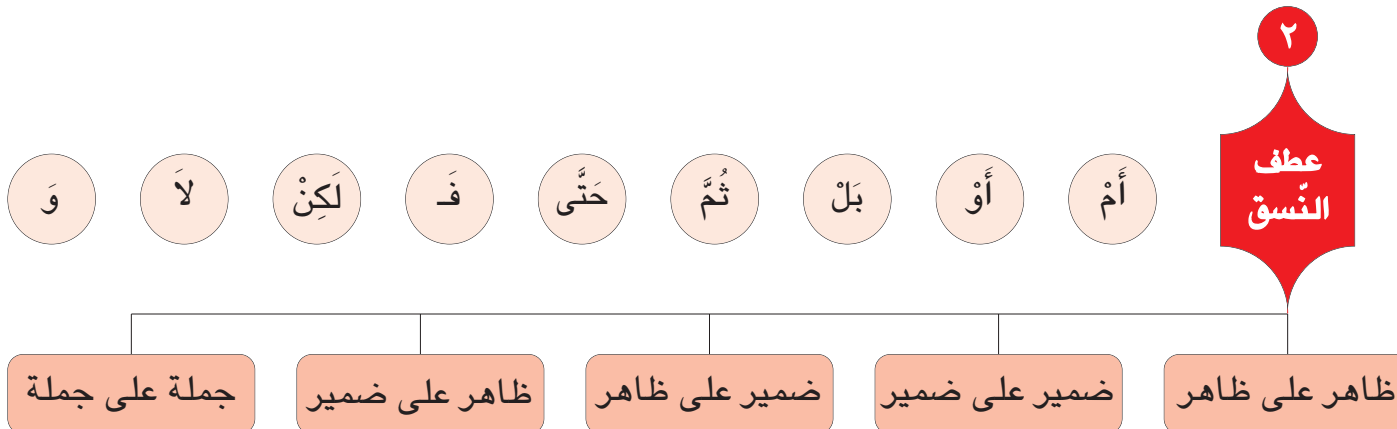 ٢
عطف
النّسق
أَمْ
أَوْ
بَلْ
ثُمَّ
حَتَّى
فَـ
لَكِنْ
لاَ
وَ
ظاهر على ظاهر
ضمير على ضمير
ضمير على ظاهر
ظاهر على ضمير
جملة على جملة